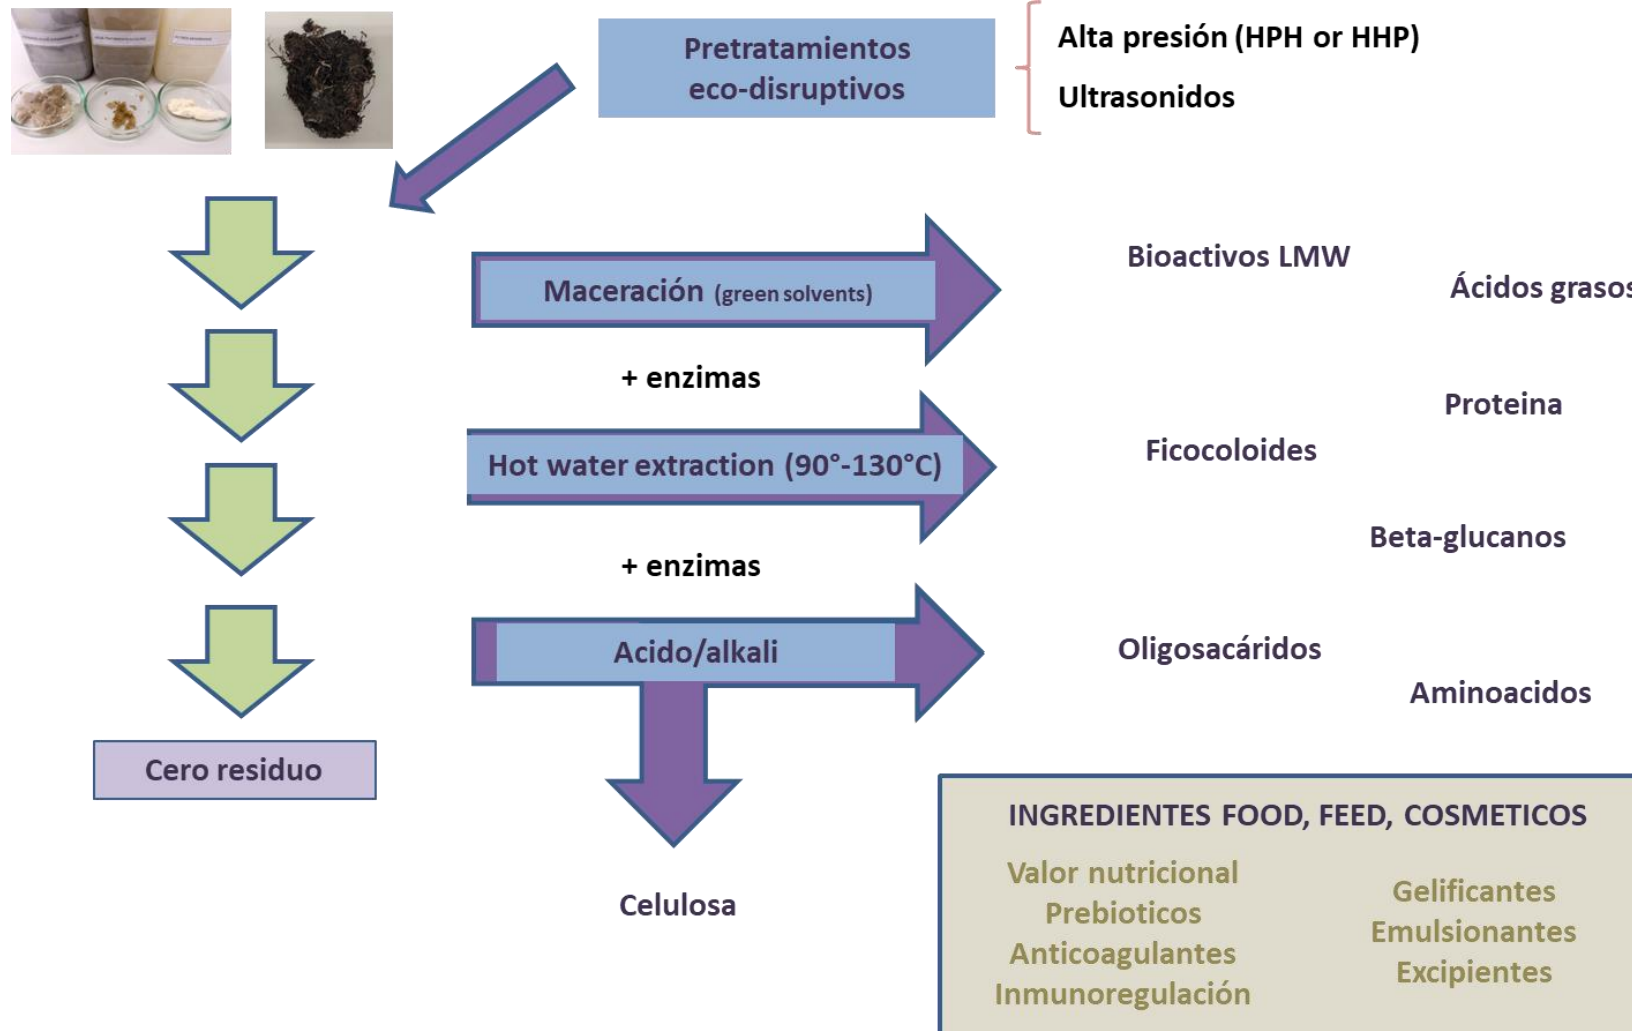 Pretratamientos
eco-disruptivos
Alta presión (HPH or HHP)
Ultrasonidos
Maceración (green solvents)
Bioactivos LMW
Ácidos grasos
+ enzimas
Proteina
Hot water extraction (90°-130°C)
Ficocoloides
Beta-glucanos
+ enzimas
Acido/alkali
Oligosacáridos
Aminoacidos
Cero residuo
Celulosa
INGREDIENTES FOOD, FEED, COSMETICOS
Valor nutricional
Prebioticos
Anticoagulantes
Inmunoregulación
Gelificantes
Emulsionantes
Excipientes